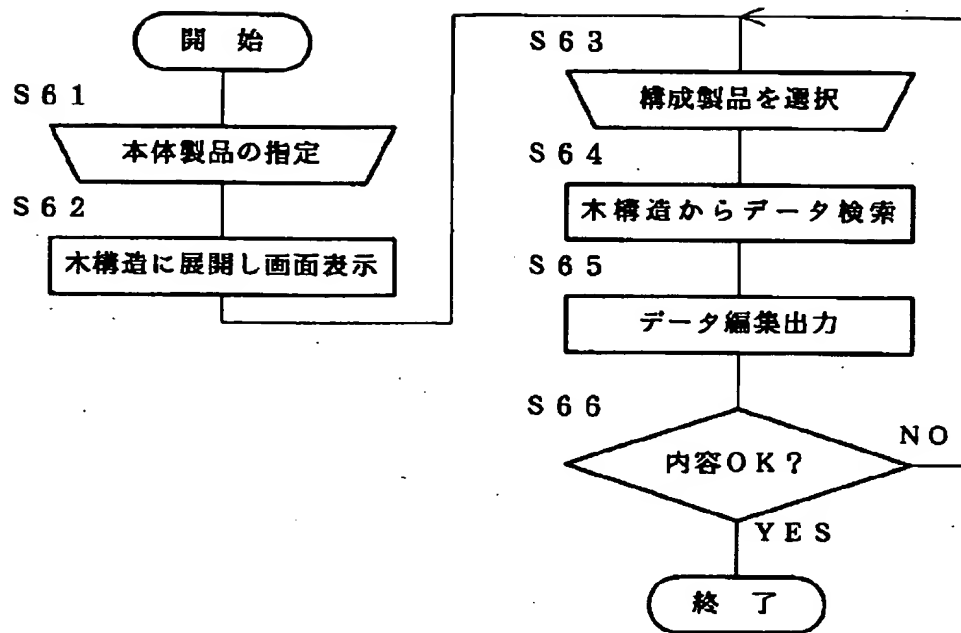 開 始
S61
本体製品の指定
S62
木構造に展開し画面表示
S63
構成製品を選択
S64
木構造からデータ検索
S65
データ編集出力
S66
内容OK?
NO
YES
終 了